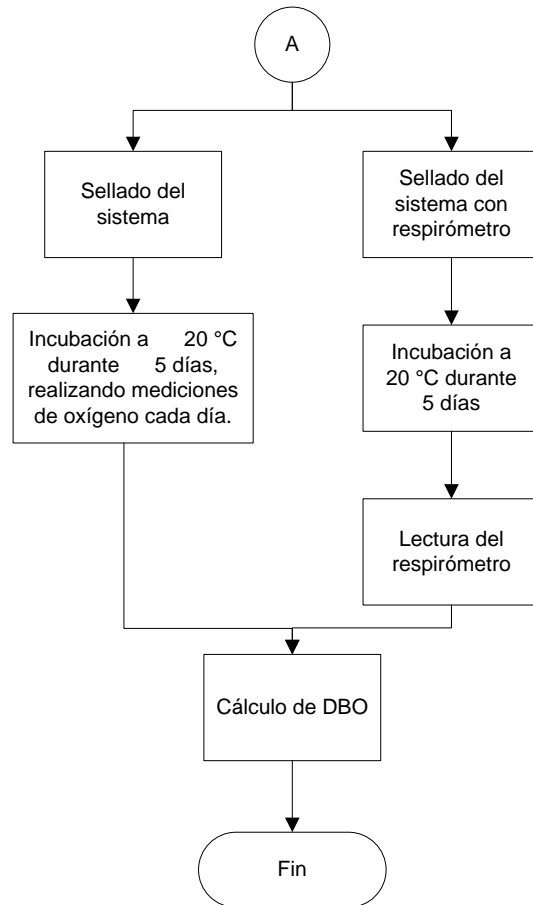 A
Sellado del
sistema
Sellado del
sistema con
respirómetro
Incubación a 20 °C
durante 5 días,
realizando mediciones
de oxígeno cada día.
Incubación a
20 °C durante
5 días
Lectura del
respirómetro
Cálculo de DBO
Fin